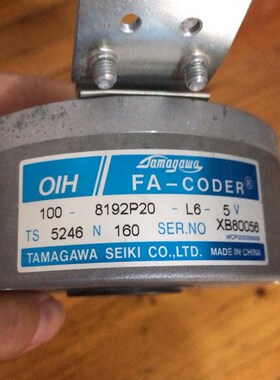 Tamagawa
OIH FA-CODER®
100 - 8192P20 - L6 - 5 V
TS 5246 N 160 SER.NO XB80056
TAMAGAWA SEIKI CO.,LTD. MADE IN CHINA